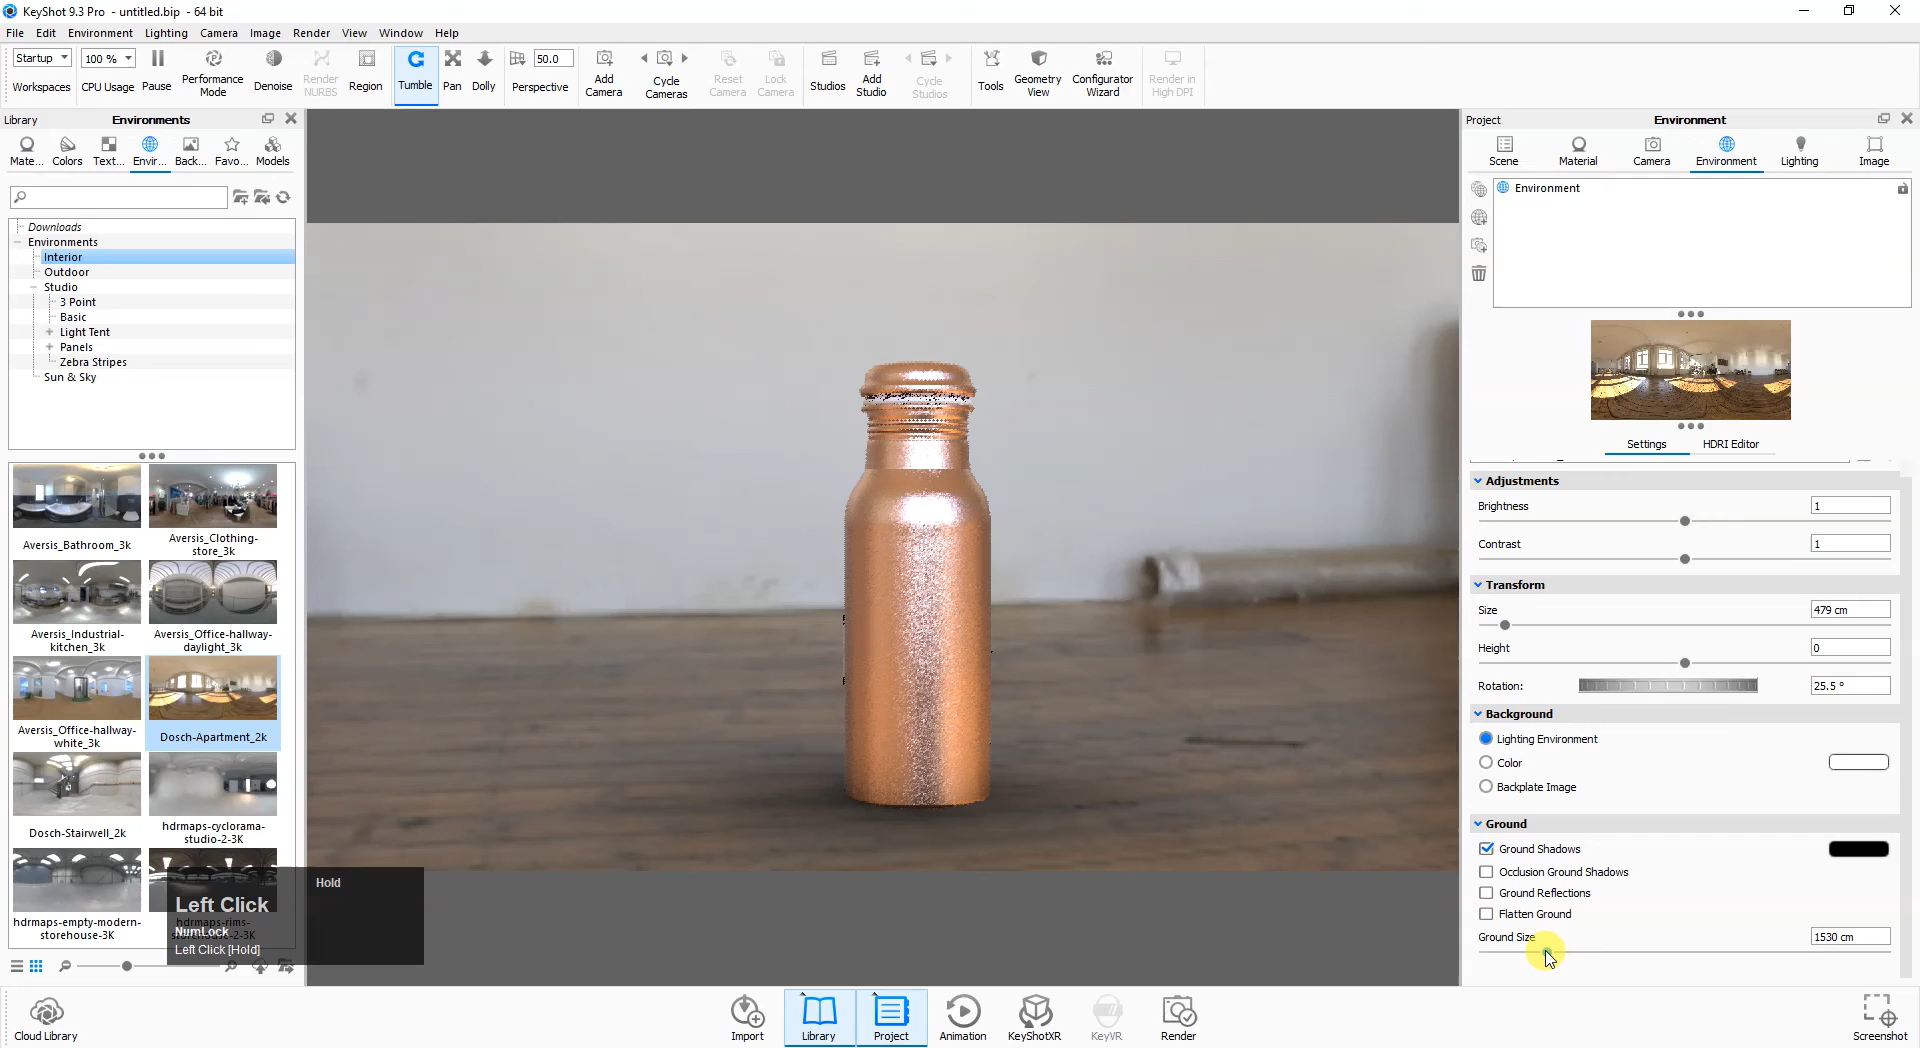 KeyShot 9.3 Pro - untitled.bip - 64 bit
File Edit Environment Lighting Camera Image Render View Window Help
Startup 100 % 50.0
Workspaces CPU Usage Pause Performance Mode Denoise Render NURBS Region Tumble Pan Dolly Perspective Add Camera Cycle Cameras Reset Camera Lock Camera Studios Add Studio Cycle Studios Tools Geometry View Configurator Wizard Render in High DPI
Library Environments
Mate... Colors Text... Envir... Back... Favo... Models
Downloads
Environments
Interior
Outdoor
Studio
3 Point
Basic
Light Tent
Panels
Zebra Stripes
Sun & Sky
Aversis_Bathroom_3k
Aversis_Clothing-store_3k
Aversis_Industrial-kitchen_3k
Aversis_Office-hallway-daylight_3k
Aversis_Office-hallway-white_3k
Dosch-Apartment_2k
Dosch-Stairwell_2k
hdrmaps-cyclorama-studio-2-3K
hdrmaps-empty-modern-storehouse-3K
hdrmaps-rims-storehouse-2-3K
Hold
Left Click
NumLock
Left Click [Hold]
Project Environment
Scene Material Camera Environment Lighting Image
Environment
Settings HDRI Editor
Adjustments
Brightness 1
Contrast 1
Transform
Size 479 cm
Height 0
Rotation: 25.5 °
Background
Lighting Environment
Color
Backplate Image
Ground
Ground Shadows
Occlusion Ground Shadows
Ground Reflections
Flatten Ground
Ground Size 1530 cm
Cloud Library Import Library Project Animation KeyShotXR KeyVR Render Screenshot